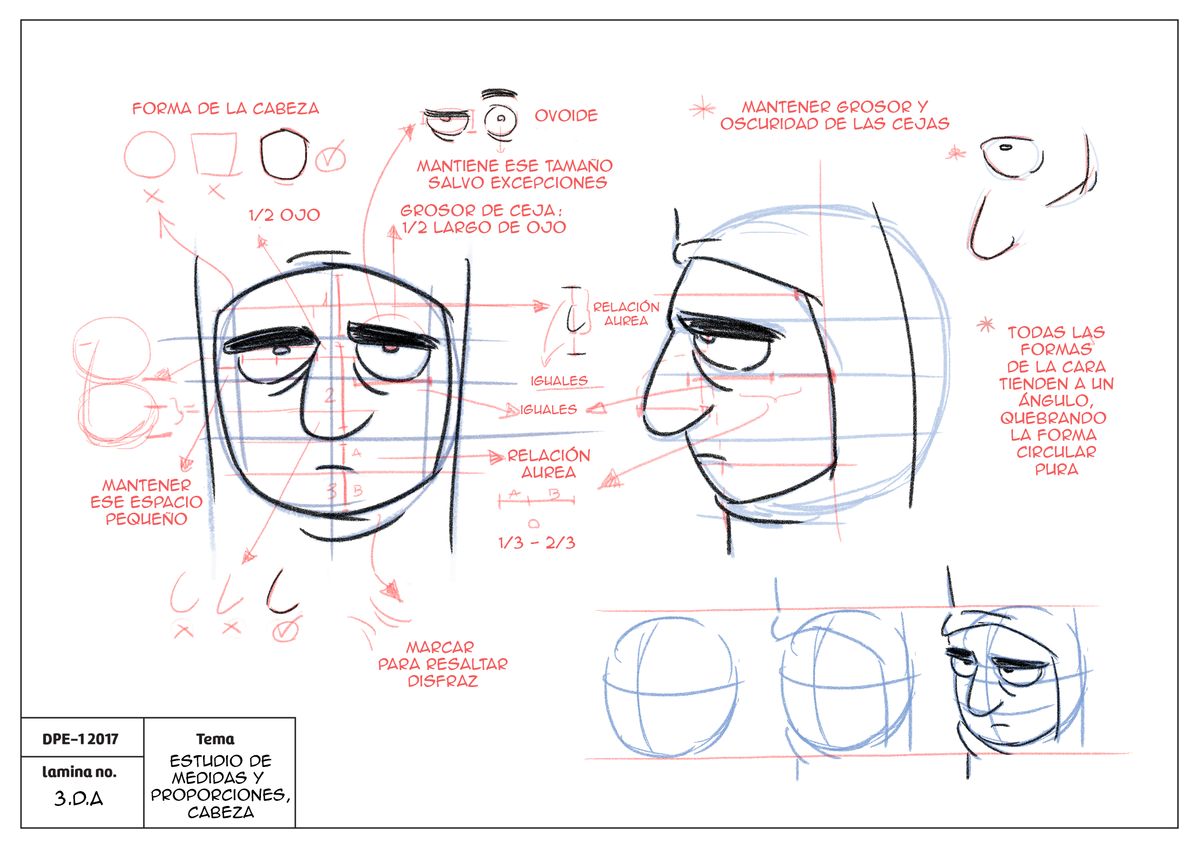 FORMA DE LA CABEZA
OVOIDE
MANTIENE ESE TAMAÑO
SALVO EXCEPCIONES
1/2 OJO
GROSOR DE CEJA:
1/2 LARGO DE OJO
MANTENER GROSOR Y
OSCURIDAD DE LAS CEJAS
1
2
3
A
B
RELACIÓN
AUREA
IGUALES
IGUALES
RELACIÓN
AUREA
A B
1/3 - 2/3
MANTENER
ESE ESPACIO
PEQUEÑO
MARCAR
PARA RESALTAR
DISFRAZ
TODAS LAS
FORMAS
DE LA CARA
TIENDEN A UN
ÁNGULO,
QUEBRANDO
LA FORMA
CIRCULAR
PURA
DPE-1 2017
Lamina no.
3.D.A
Tema
ESTUDIO DE
MEDIDAS Y
PROPORCIONES,
CABEZA